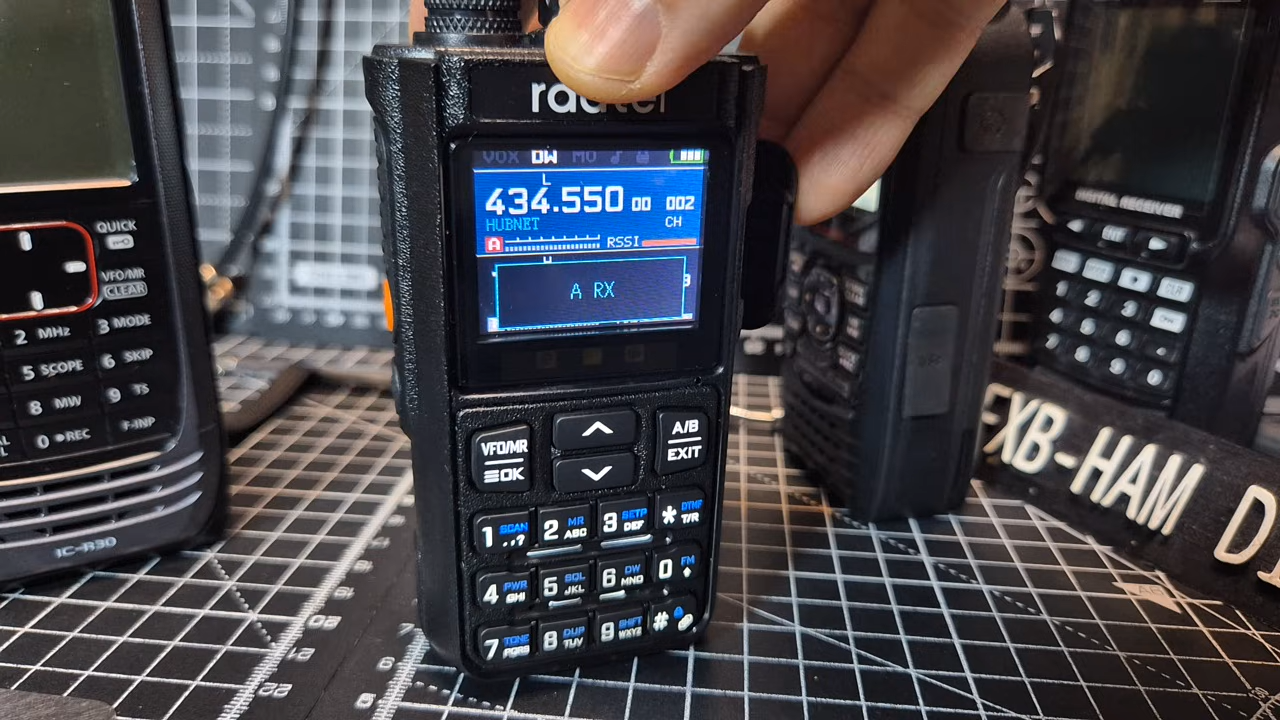 radtel
VOX DW MO
L
434.550 00 002
HUBNET CH
A RSSI
A RX
VFO/MR
OK
A/B
EXIT
1 SCAN
2 MR ABC
3 SETP DEF
* DTMF T/R
4 PWR GHI
5 SQL JKL
6 DW MNO
0 FM
7 TONE PQRS
8 DUP TUV
9 SHIFT WXYZ
#
QUICK
VFO/MR
CLEAR
2 MHz
3 MODE
5 SCOPE
6 SKIP
8 MW
9 TS
0 REC
F-INP
IC-R30
DIGITAL RECEIVER
FXB-HAM